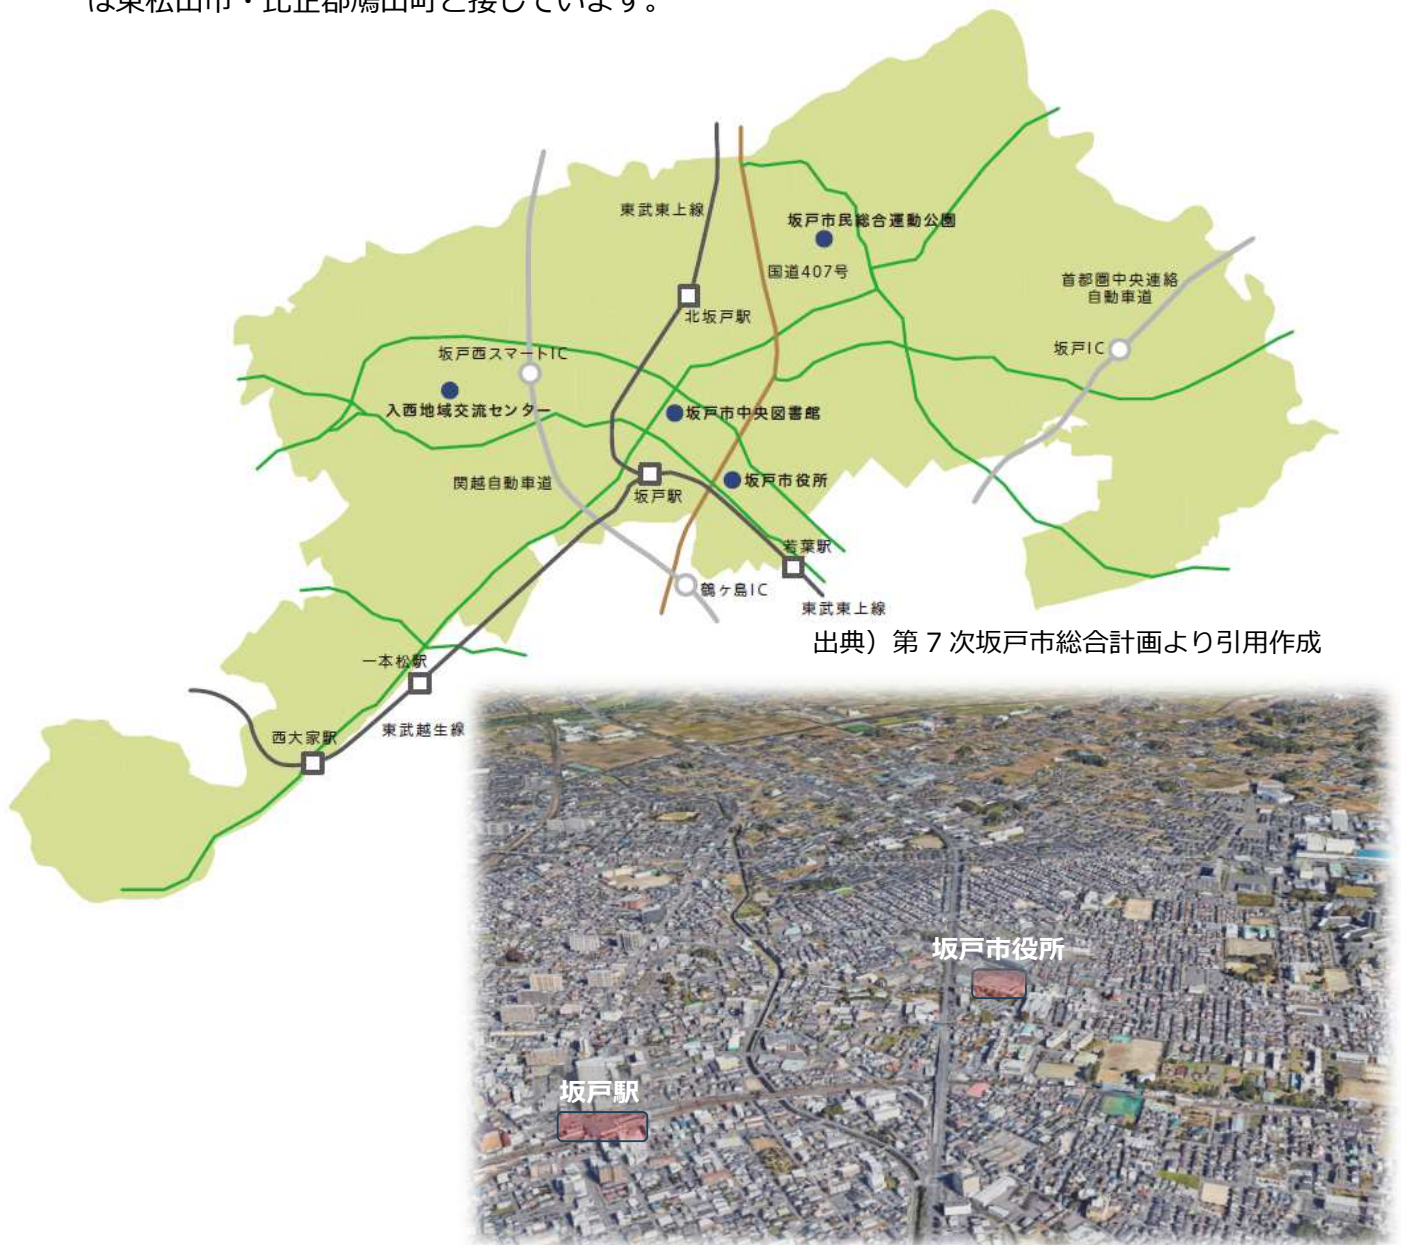 は東松山市・比企郡鳩山町と接しています。
東武東上線
坂戸市民総合運動公園
国道407号
首都圏中央連絡
自動車道
北坂戸駅
坂戸西スマートIC
坂戸IC
入西地域交流センター
坂戸市中央図書館
関越自動車道
坂戸駅
坂戸市役所
若葉駅
鶴ヶ島IC
東武東上線
出典）第 7 次坂戸市総合計画より引用作成
一本松駅
東武越生線
西大家駅
坂戸市役所
坂戸駅